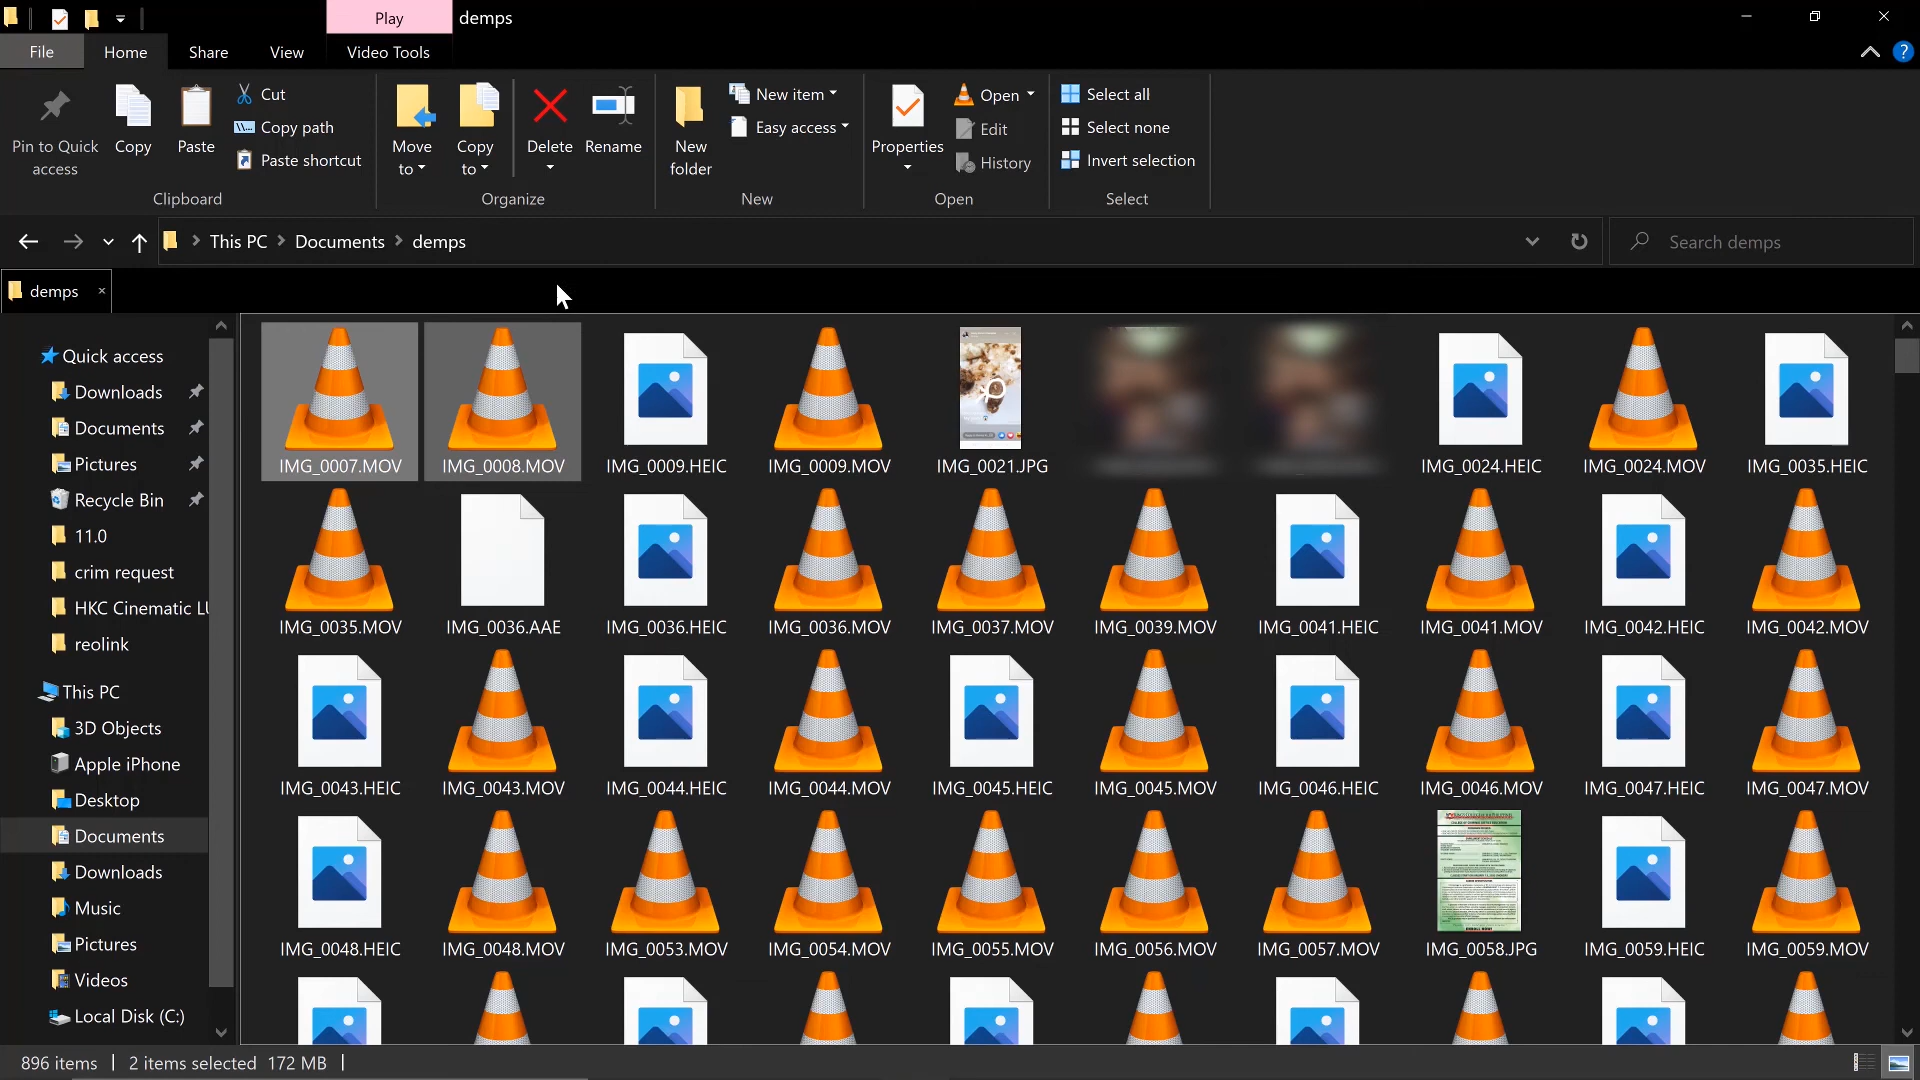 Play
demps
File
Home
Share
View
Video Tools
Pin to Quick
access
Copy
Paste
Cut
Copy path
Paste shortcut
Clipboard
Move
to
Copy
to
Delete
Rename
Organize
New
folder
New item
Easy access
New
Properties
Open
Edit
History
Open
Select all
Select none
Invert selection
Select
This PC > Documents > demps
Search demps
demps
Quick access
Downloads
Documents
Pictures
Recycle Bin
11.0
crim request
HKC Cinematic LU
reolink
This PC
3D Objects
Apple iPhone
Desktop
Documents
Downloads
Music
Pictures
Videos
Local Disk (C:)
IMG_0007.MOV IMG_0008.MOV IMG_0009.HEIC IMG_0009.MOV IMG_0021.JPG IMG_0024.HEIC IMG_0024.MOV IMG_0035.HEIC
IMG_0035.MOV IMG_0036.AAE IMG_0036.HEIC IMG_0036.MOV IMG_0037.MOV IMG_0039.MOV IMG_0041.HEIC IMG_0041.MOV IMG_0042.HEIC IMG_0042.MOV
IMG_0043.HEIC IMG_0043.MOV IMG_0044.HEIC IMG_0044.MOV IMG_0045.HEIC IMG_0045.MOV IMG_0046.HEIC IMG_0046.MOV IMG_0047.HEIC IMG_0047.MOV
IMG_0048.HEIC IMG_0048.MOV IMG_0053.MOV IMG_0054.MOV IMG_0055.MOV IMG_0056.MOV IMG_0057.MOV IMG_0058.JPG IMG_0059.HEIC IMG_0059.MOV
896 items | 2 items selected 172 MB |